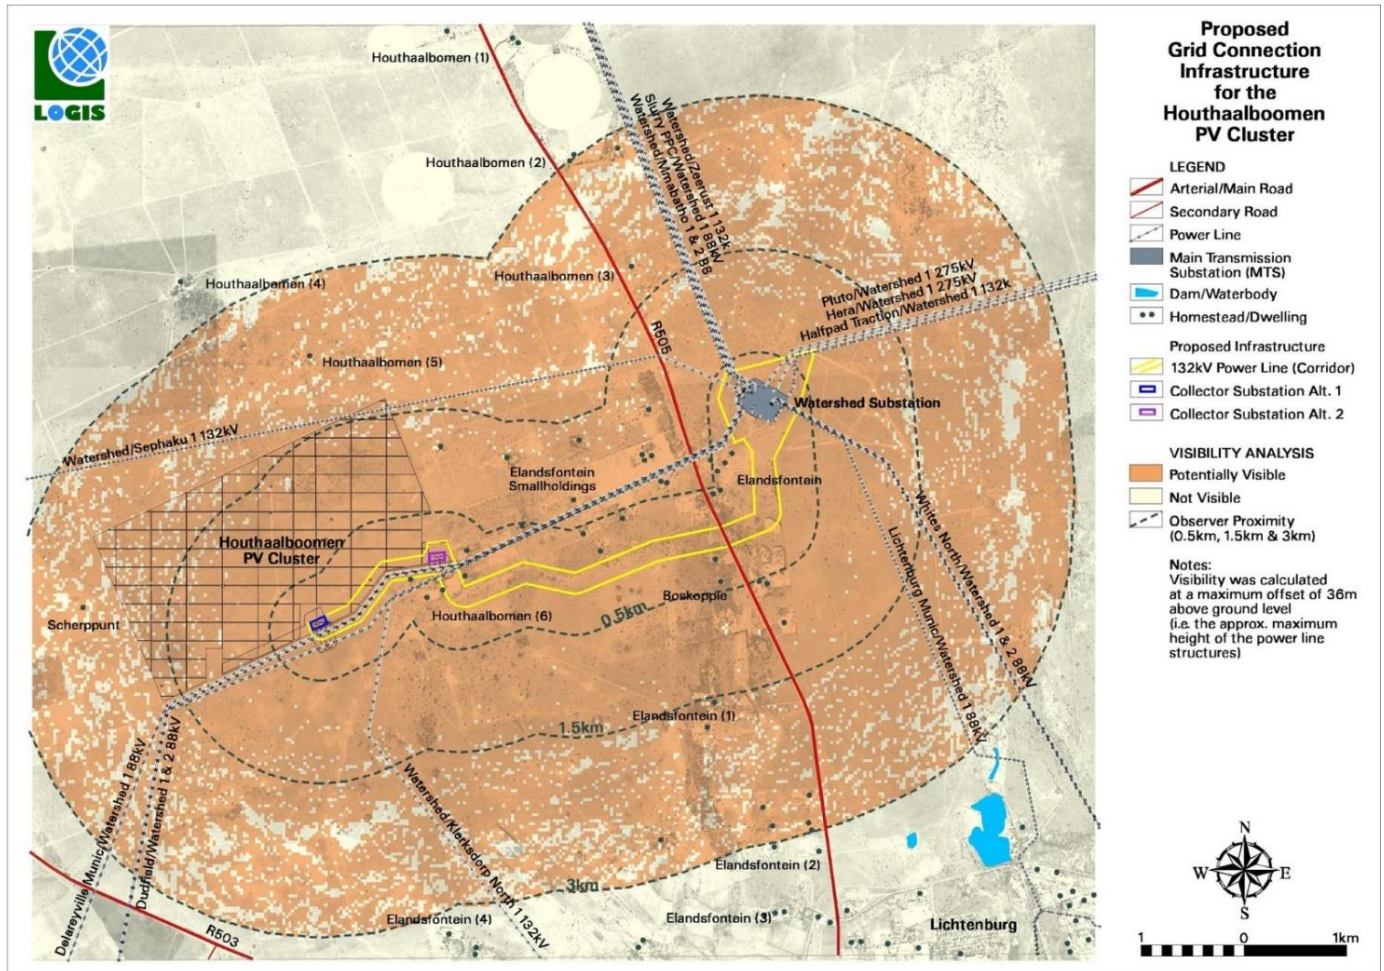 LOGIS
Proposed
Grid Connection
Infrastructure
for the
Houthaalboomen
PV Cluster
LEGEND
Arterial/Main Road
Secondary Road
Power Line
Main Transmission
Substation (MTS)
Dam/Waterbody
Homestead/Dwelling
Proposed Infrastructure
132kV Power Line (Corridor)
Collector Substation Alt. 1
Collector Substation Alt. 2
VISIBILITY ANALYSIS
Potentially Visible
Not Visible
Observer Proximity
(0.5km, 1.5km & 3km)
Notes:
Visibility was calculated
at a maximum offset of 36m
above ground level
(i.e. the approx. maximum
height of the power line
structures)
N
W E
S
1 0 1km
Houthaalbomen (1)
Houthaalbomen (2)
Watershed/Zeerust 1 132k
Slurry PPC/Watershed 1 88kV
Watershed/Mmabatho 1 & 2 88
Houthaalbomen (3)
Houthaalbomen (4)
Pluto/Watershed 1 275kV
Hera/Watershed 1 275kV
Halfpad Traction/Watershed 1 132k
R505
Houthaalbomen (5)
Watershed Substation
Watershed/Sephaku 1 132kV
Elandsfontein
Smallholdings
Elandsfontein
Houthaalboomen
PV Cluster
Whites North/Watershed 1 & 2 88kV
Lichtenburg Munic/Watershed 1 88kV
Boskoppie
Scherppunt
Houthaalbomen (6)
0.5km
Elandsfontein (1)
1.5km
Delareyville Munic/Watershed 1 88kV
Dudfield/Watershed 1 & 2 88kV
Watershed/Klerksdorp North 1 132kV
Elandsfontein (2)
3km
Elandsfontein (4)
Elandsfontein (3)
Lichtenburg
R503